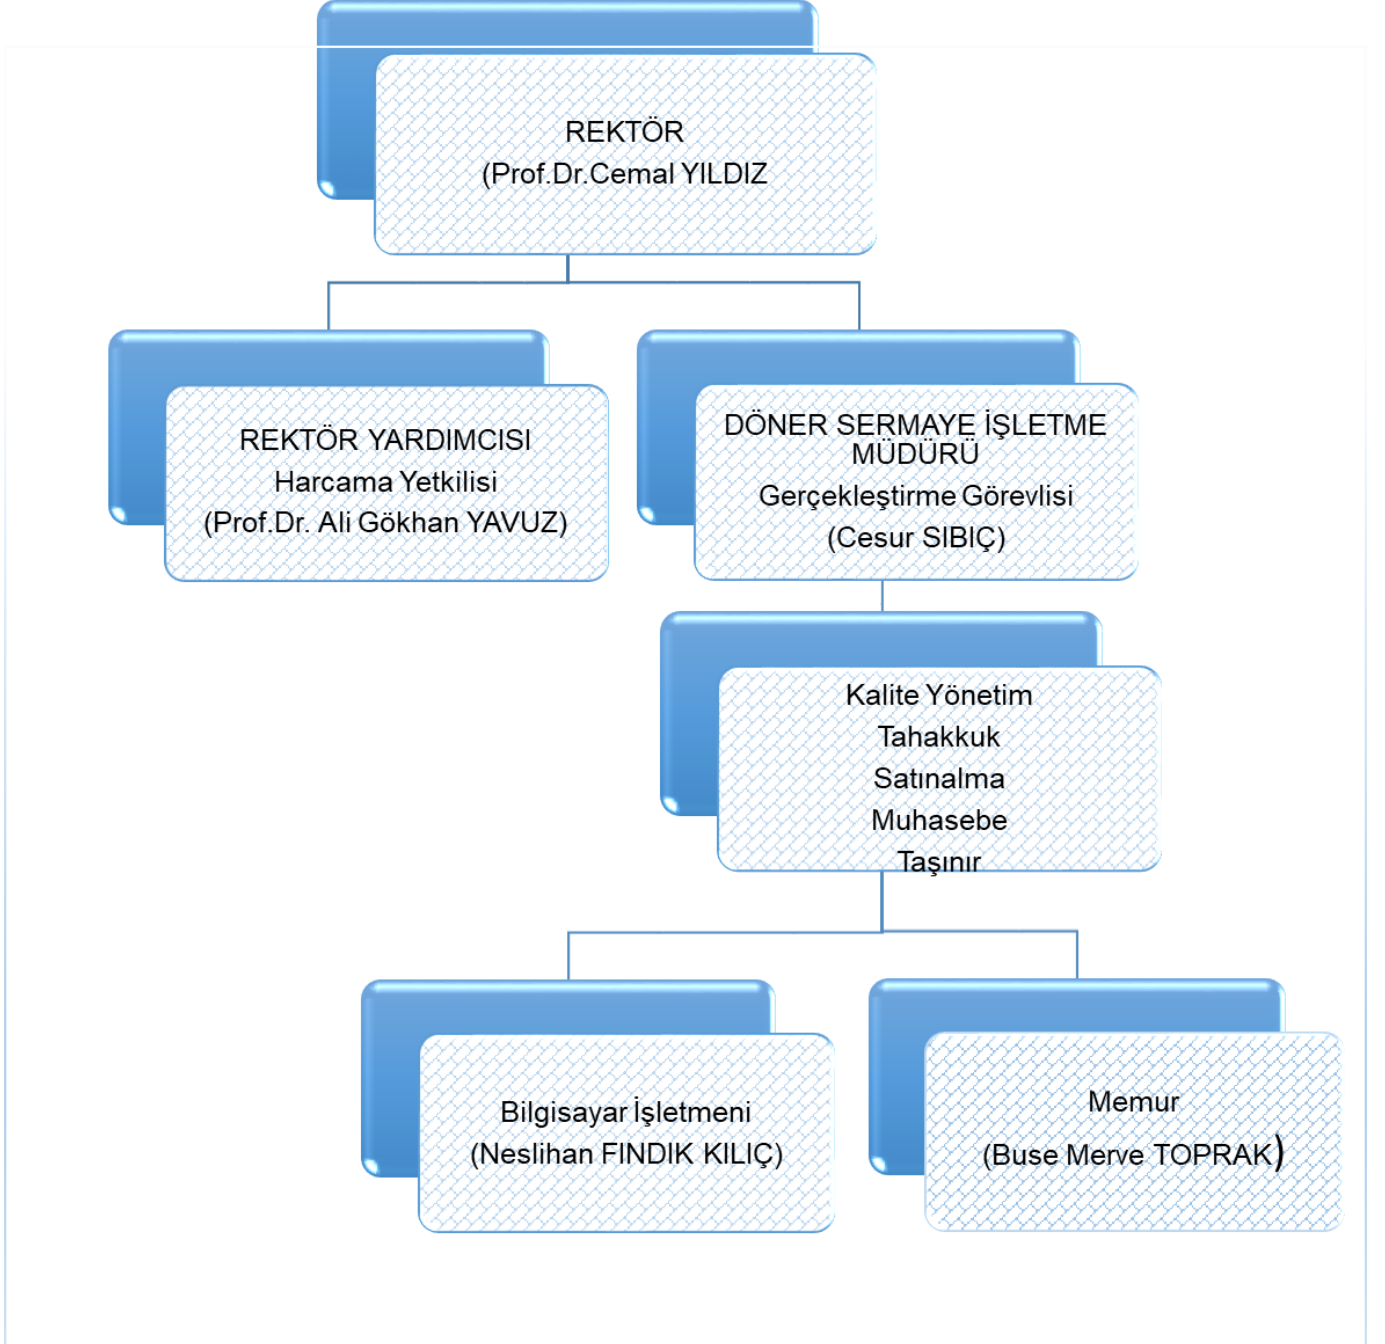 REKTÖR
(Prof.Dr.Cemal YILDIZ
REKTÖR YARDIMCISI
Harcama Yetkilisi
(Prof.Dr. Ali Gökhan YAVUZ)
DÖNER SERMAYE İŞLETME
MÜDÜRÜ
Gerçekleştirme Görevlisi
(Cesur SIBIÇ)
Kalite Yönetim
Tahakkuk
Satınalma
Muhasebe
Taşınır
Bilgisayar İşletmeni
(Neslihan FINDIK KILIÇ)
Memur
(Buse Merve TOPRAK)